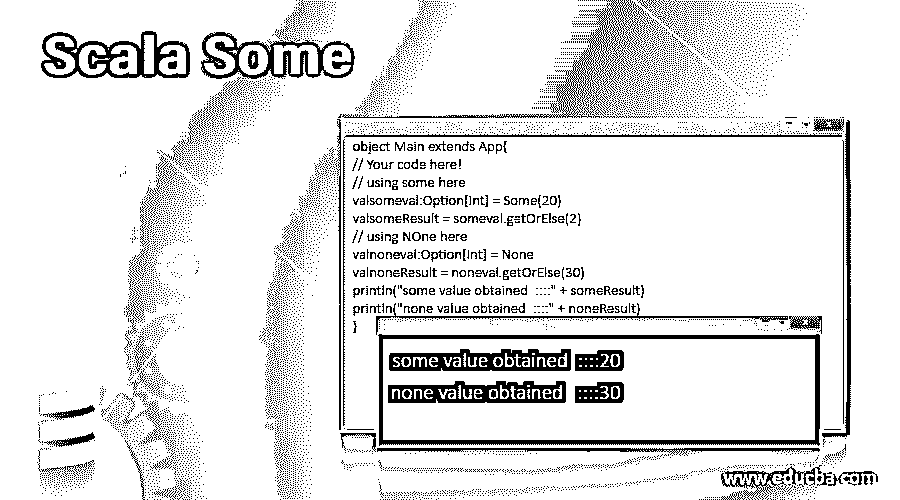 Scala Some
object Main extends App{
// Your code here!
// using some here
valsomeval:Option[Int] = Some(20)
valsomeResult = someval.getOrElse(2)
// using NOne here
valnoneval:Option[Int] = None
valnoneResult = noneval.getOrElse(30)
println("some value obtained  ::::" + someResult)
println("none value obtained  ::::" + noneResult)
}
some value obtained  ::::20
none value obtained  ::::30
www.educba.com